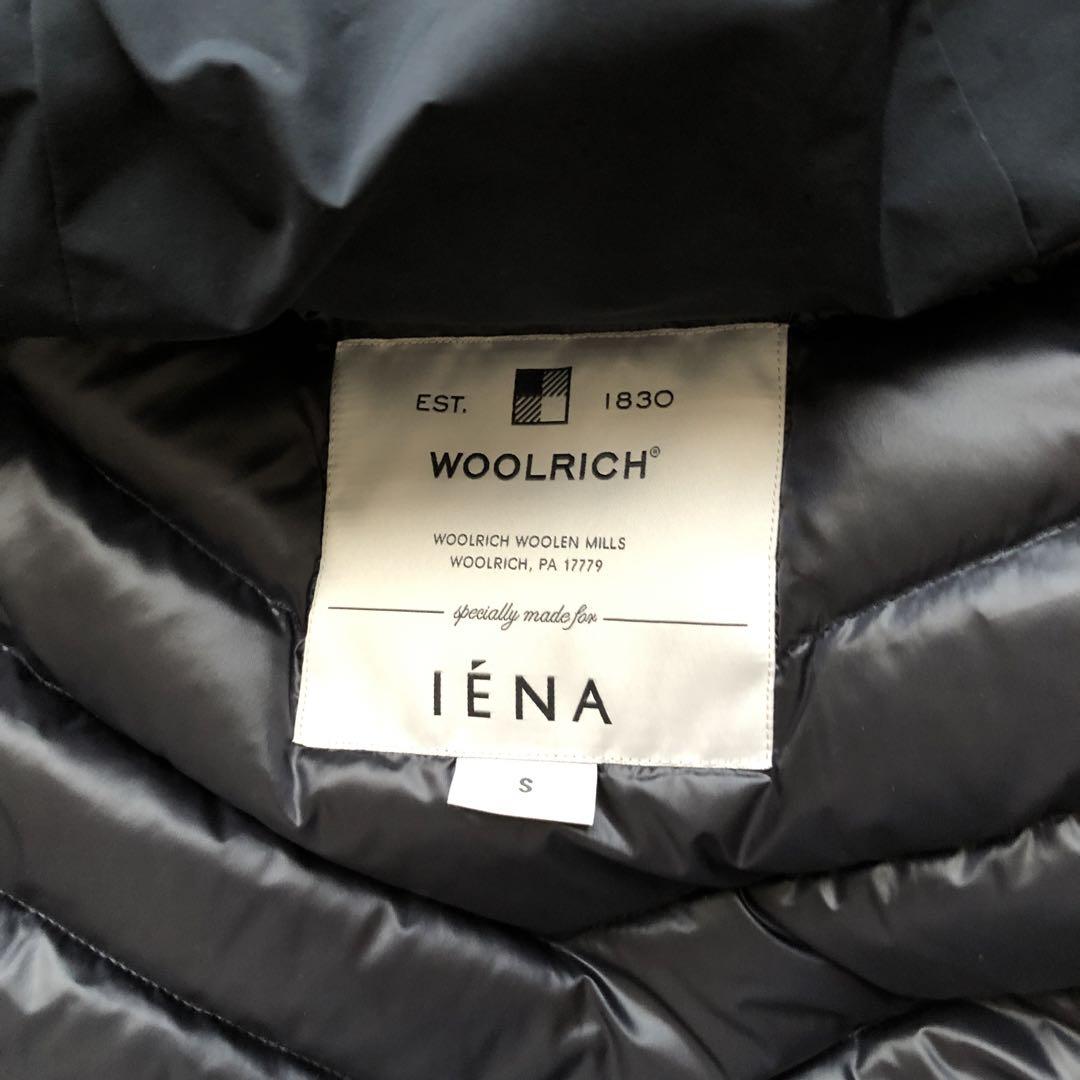 EST. 1830
WOOLRICH®
WOOLRICH WOOLEN MILLS
WOOLRICH, PA 17779
specially made for
IÉNA
S